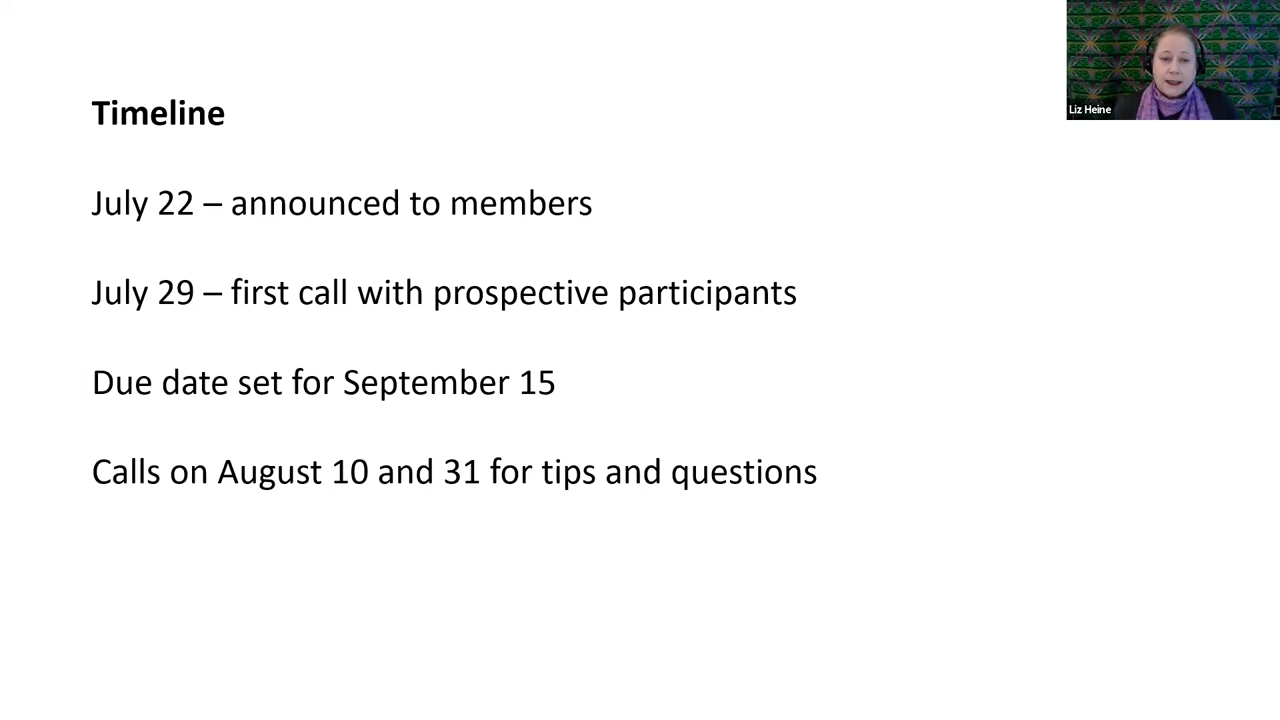 Timeline
July 22 – announced to members
July 29 – first call with prospective participants
Due date set for September 15
Calls on August 10 and 31 for tips and questions
Liz Heine